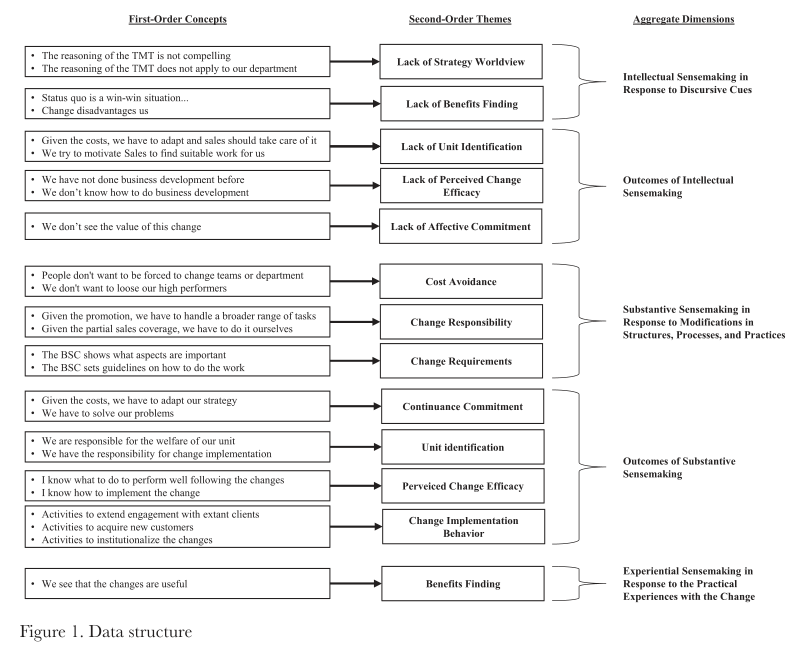 First-Order Concepts
Second-Order Themes
Aggregate Dimensions
• The reasoning of the TMT is not compelling
• The reasoning of the TMT does not apply to our department
Lack of Strategy Worldview
• Status quo is a win-win situation...
• Change disadvantages us
Lack of Benefits Finding
Intellectual Sensemaking in
Response to Discursive Cues
• Given the costs, we have to adapt and sales should take care of it
• We try to motivate Sales to find suitable work for us
Lack of Unit Identification
• We have not done business development before
• We don't know how to do business development
Lack of Perceived Change
Efficacy
• We don't see the value of this change
Lack of Affective Commitment
Outcomes of Intellectual
Sensemaking
• People don't want to be forced to change teams or department
• We don't want to loose our high performers
Cost Avoidance
• Given the promotion, we have to handle a broader range of tasks
• Given the partial sales coverage, we have to do it ourselves
Change Responsibility
• The BSC shows what aspects are important
• The BSC sets guidelines on how to do the work
Change Requirements
Substantive Sensemaking in
Response to Modifications in
Structures, Processes, and Practices
• Given the costs, we have to adapt our strategy
• We have to solve our problems
Continuance Commitment
• We are responsible for the welfare of our unit
• We have the responsibility for change implementation
Unit identification
• I know what to do to perform well following the changes
• I know how to implement the change
Perveiced Change Efficacy
• Activities to extend engagement with extant clients
• Activities to acquire new customers
• Activities to institutionalize the changes
Change Implementation
Behavior
Outcomes of Substantive
Sensemaking
• We see that the changes are useful
Benefits Finding
Experiential Sensemaking in
Response to the Practical
Experiences with the Change
Figure 1. Data structure